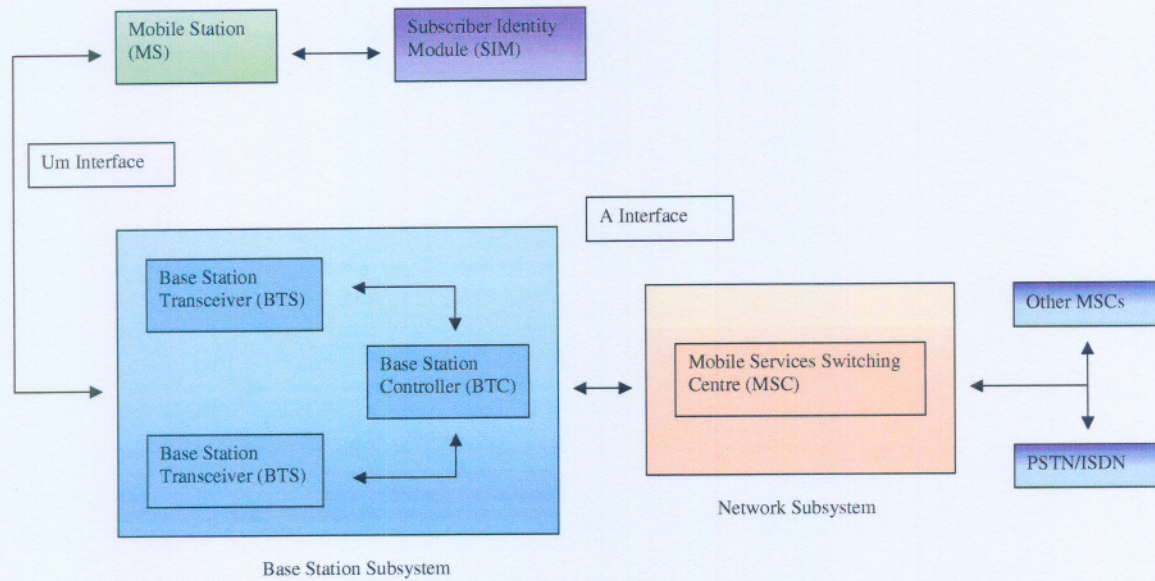 Mobile Station
(MS)
Subscriber Identity
Module (SIM)
Um Interface
A Interface
Base Station
Transceiver (BTS)
Base Station
Controller (BTC)
Base Station
Transceiver (BTS)
Mobile Services Switching
Centre (MSC)
Other MSCs
PSTN/ISDN
Network Subsystem
Base Station Subsystem